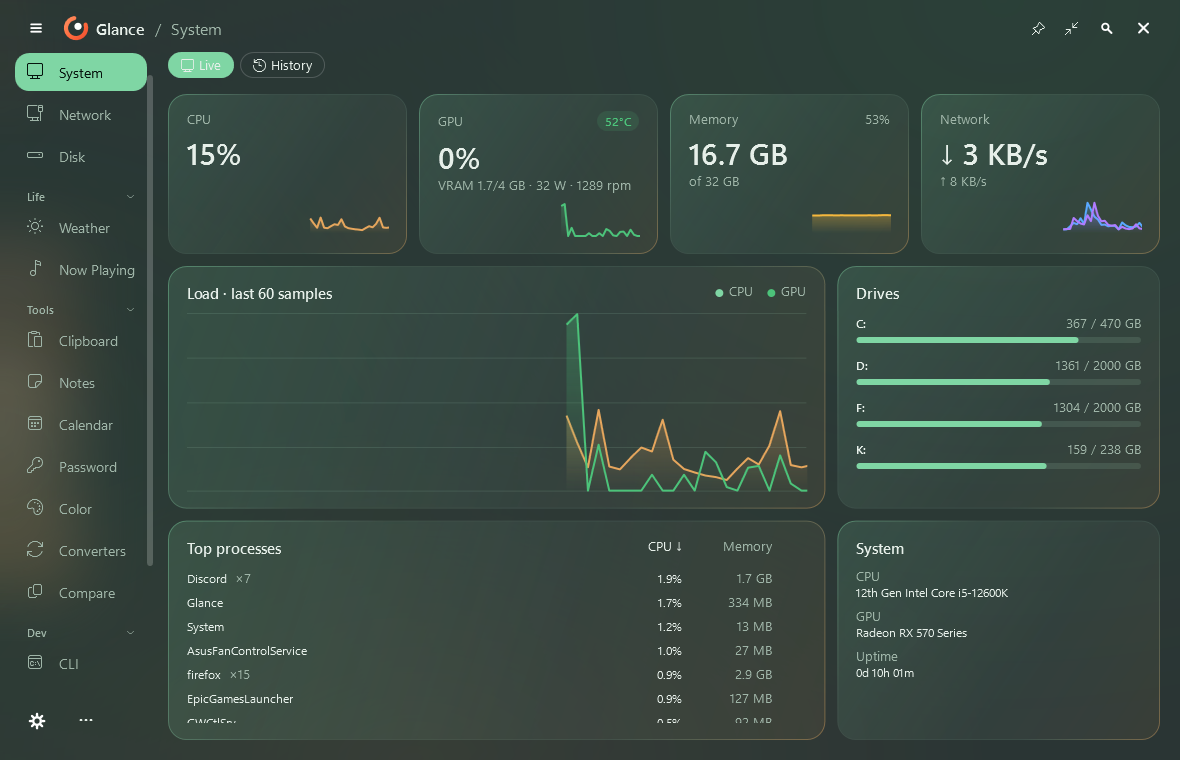 Glance / System
System
Network
Disk
Life
Weather
Now Playing
Tools
Clipboard
Notes
Calendar
Password
Color
Converters
Compare
Dev
CLI
Live
History
CPU
15%
GPU
52°C
0%
VRAM 1.7/4 GB · 32 W · 1289 rpm
Memory
53%
16.7 GB
of 32 GB
Network
↓ 3 KB/s
↑ 8 KB/s
Load · last 60 samples
CPU
GPU
Drives
C: 367 / 470 GB
D: 1361 / 2000 GB
F: 1304 / 2000 GB
K: 159 / 238 GB
Top processes CPU ↓ Memory
Discord ×7 1.9% 1.7 GB
Glance 1.7% 334 MB
System 1.2% 13 MB
AsusFanControlService 1.0% 27 MB
firefox ×15 0.9% 2.9 GB
EpicGamesLauncher 0.9% 127 MB
0.5% 92 MB
System
CPU
12th Gen Intel Core i5-12600K
GPU
Radeon RX 570 Series
Uptime
0d 10h 01m